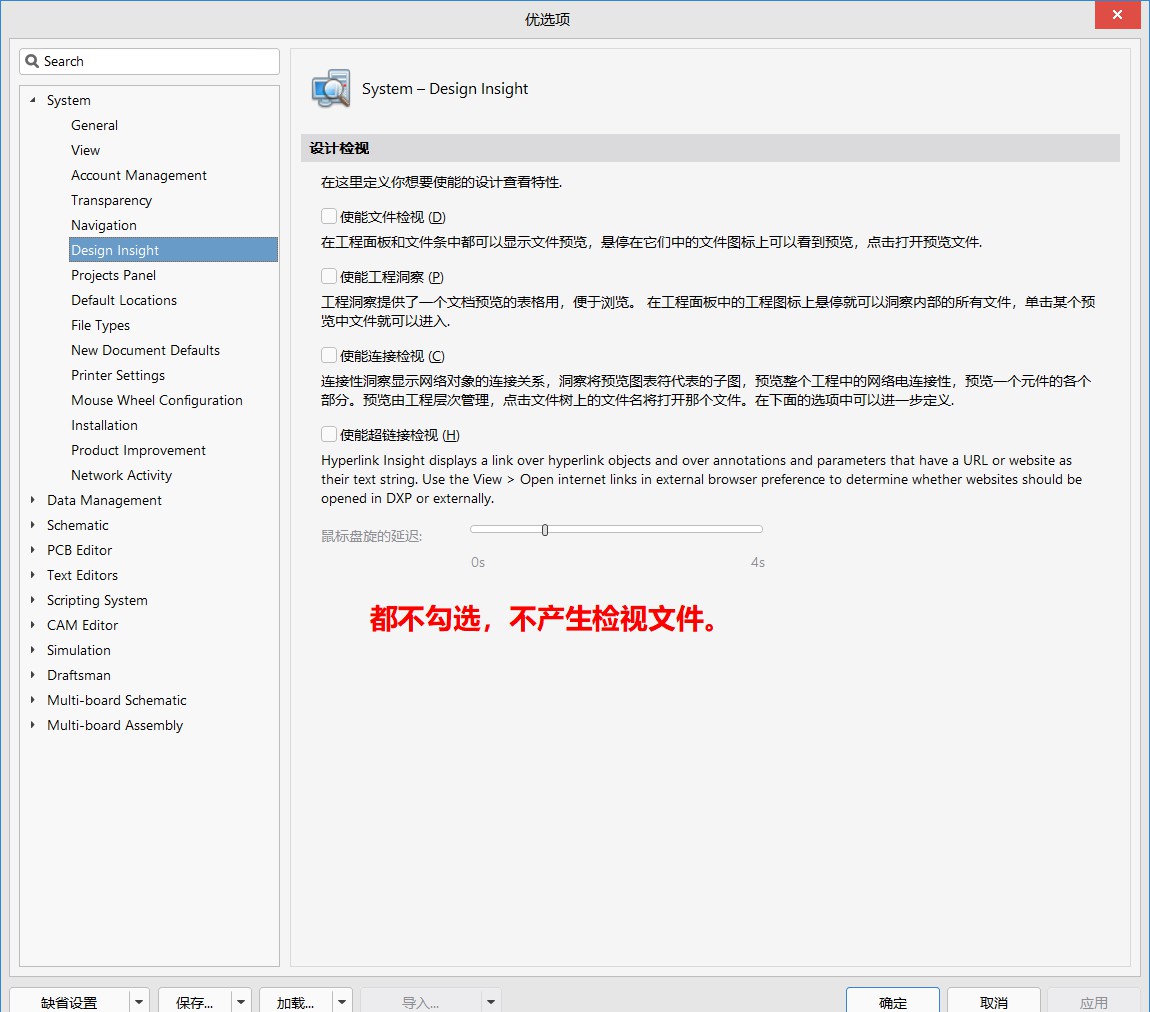 优选项
Search
System
General
View
Account Management
Transparency
Navigation
Design Insight
Projects Panel
Default Locations
File Types
New Document Defaults
Printer Settings
Mouse Wheel Configuration
Installation
Product Improvement
Network Activity
Data Management
Schematic
PCB Editor
Text Editors
Scripting System
CAM Editor
Simulation
Draftsman
Multi-board Schematic
Multi-board Assembly
System – Design Insight
设计检视
在这里定义你想要使能的设计查看特性.
使能文件检视 (D)
在工程面板和文件条中都可以显示文件预览，悬停在它们中的文件图标上可以看到预览，点击打开预览文件.
使能工程洞察 (P)
工程洞察提供了一个文档预览的表格用，便于浏览。 在工程面板中的工程图标上悬停就可以洞察内部的所有文件，单击某个预
览中文件就可以进入.
使能连接检视 (C)
连接性洞察显示网络对象的连接关系，洞察将预览图表符代表的子图，预览整个工程中的网络电连接性，预览一个元件的各个
部分。预览由工程层次管理，点击文件树上的文件名将打开那个文件。在下面的选项中可以进一步定义.
使能超链接检视 (H)
Hyperlink Insight displays a link over hyperlink objects and over annotations and parameters that have a URL or website as
their text string. Use the View > Open internet links in external browser preference to determine whether websites should be
opened in DXP or externally.
鼠标盘旋的延迟:
0s 4s
都不勾选，不产生检视文件。
缺省设置 保存... 加载... 导入... 确定 取消 应用